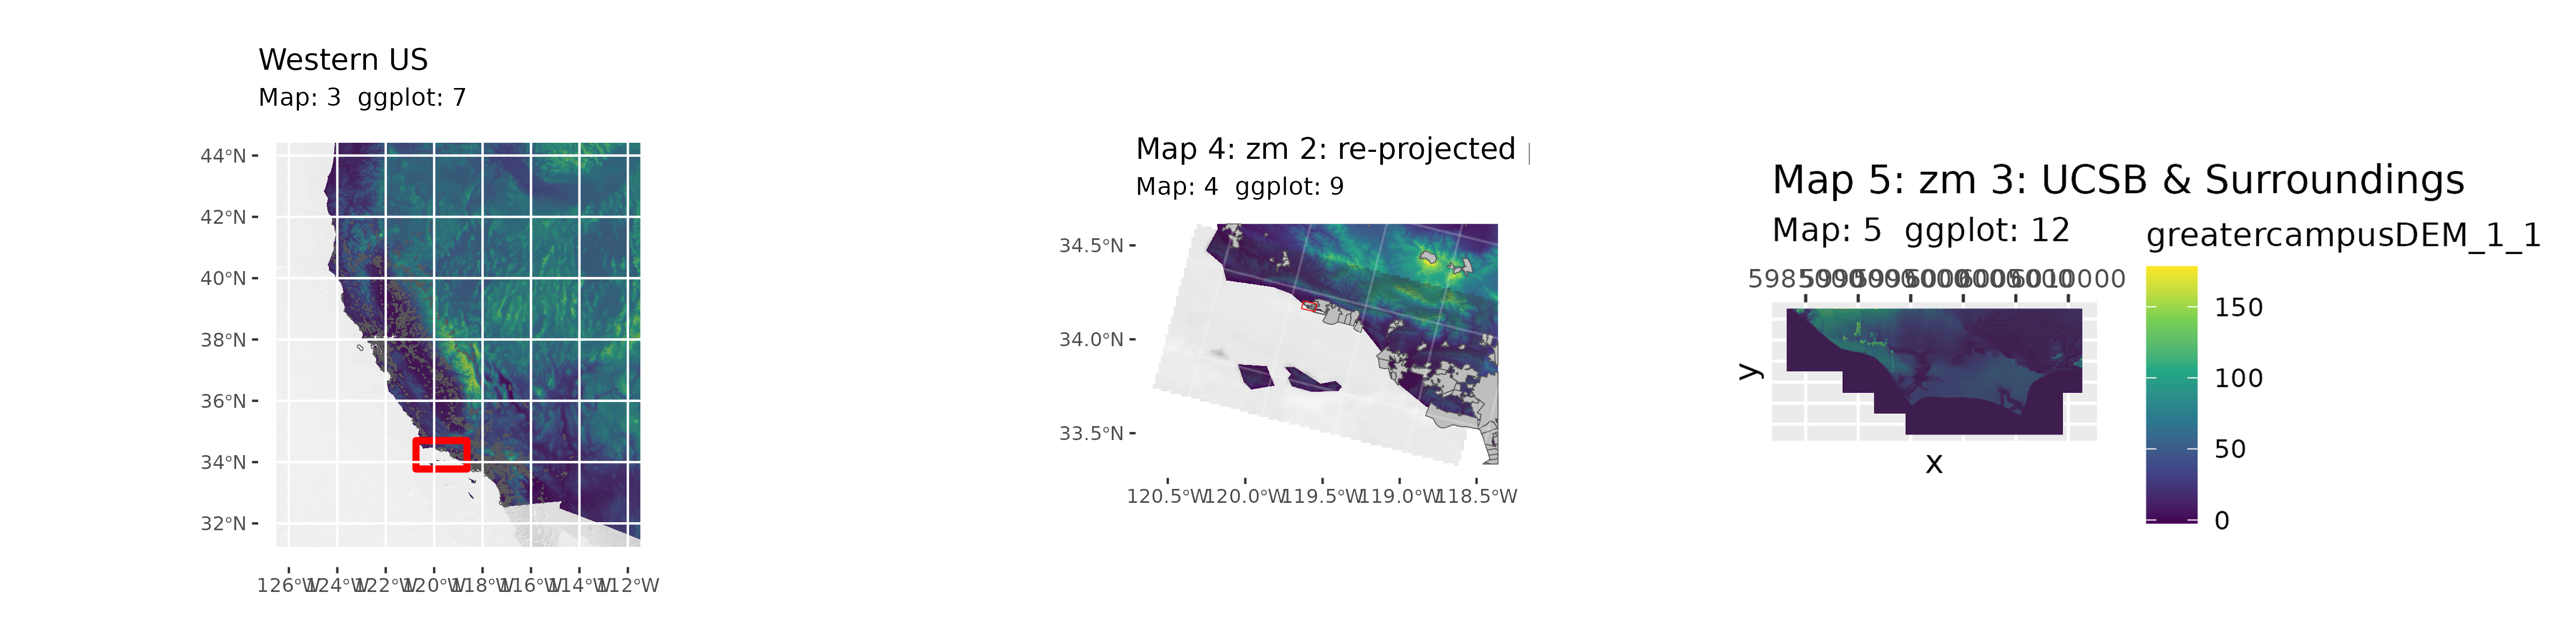 Western US
Map: 3 ggplot: 7
44°N
42°N
40°N
38°N
36°N
34°N
32°N
126°W 124°W 122°W 120°W 118°W 116°W 114°W 112°W
Map 4: zm 2: re-projected
Map: 4 ggplot: 9
34.5°N
34.0°N
33.5°N
120.5°W 120.0°W 119.5°W 119.0°W 118.5°W
Map 5: zm 3: UCSB & Surroundings
Map: 5 ggplot: 12
y
x
greatercampusDEM_1_1
150
100
50
0